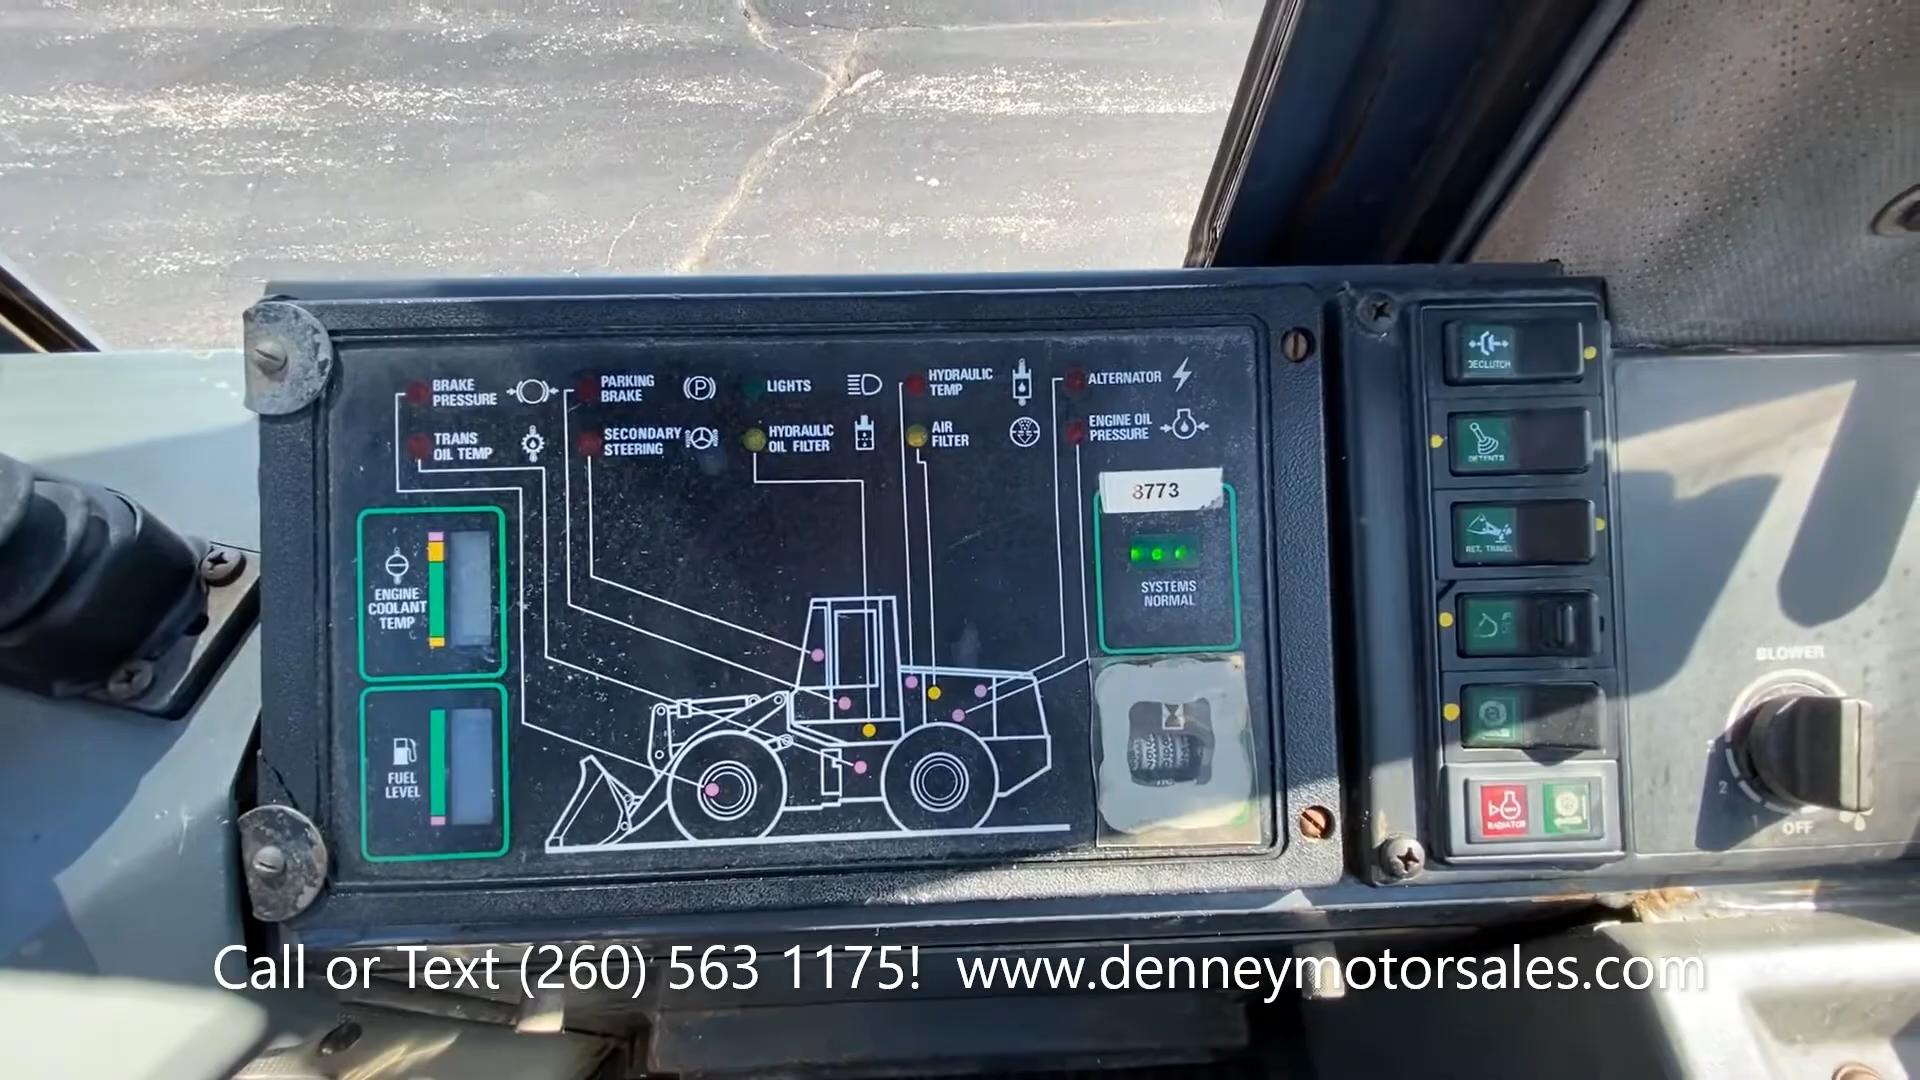 BRAKE
PRESSURE
PARKING
BRAKE
P
LIGHTS
HYDRAULIC
TEMP
ALTERNATOR
TRANS
OIL TEMP
SECONDARY
STEERING
HYDRAULIC
OIL FILTER
AIR
FILTER
ENGINE OIL
PRESSURE
8773
SYSTEMS
NORMAL
ENGINE
COOLANT
TEMP
FUEL
LEVEL
DECLUTCH
DETENTS
RET. TRAVEL
RADIATOR
BLOWER
2
1
OFF
Call or Text (260) 563 1175! www.denneymotorsales.com